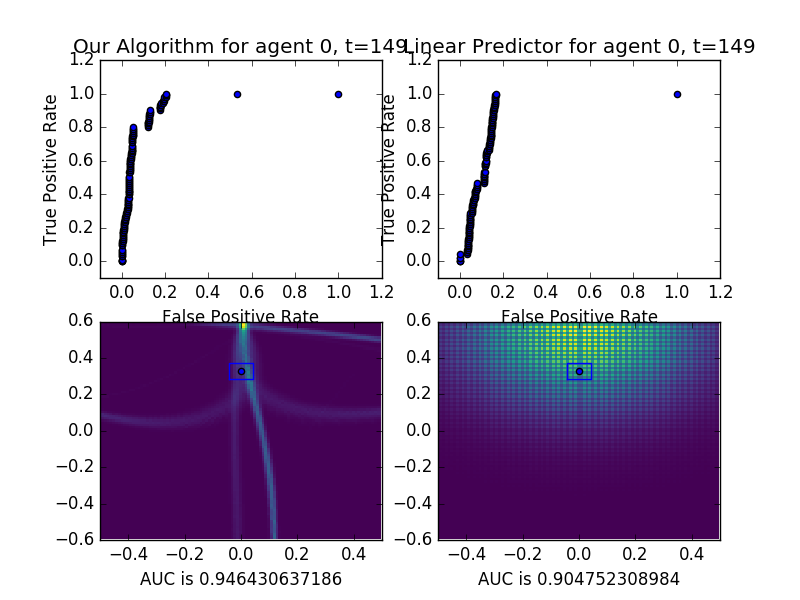 Our Algorithm for agent 0, t=149
Linear Predictor for agent 0, t=149
1.2
1.0
0.8
0.6
0.4
0.2
0.0
True Positive Rate
0.0 0.2 0.4 0.6 0.8 1.0 1.2
False Positive Rate
1.2
1.0
0.8
0.6
0.4
0.2
0.0
True Positive Rate
0.0 0.2 0.4 0.6 0.8 1.0 1.2
False Positive Rate
0.6
0.4
0.2
0.0
−0.2
−0.4
−0.6
−0.4 −0.2 0.0 0.2 0.4
AUC is 0.946430637186
0.6
0.4
0.2
0.0
−0.2
−0.4
−0.6
−0.4 −0.2 0.0 0.2 0.4
AUC is 0.904752308984